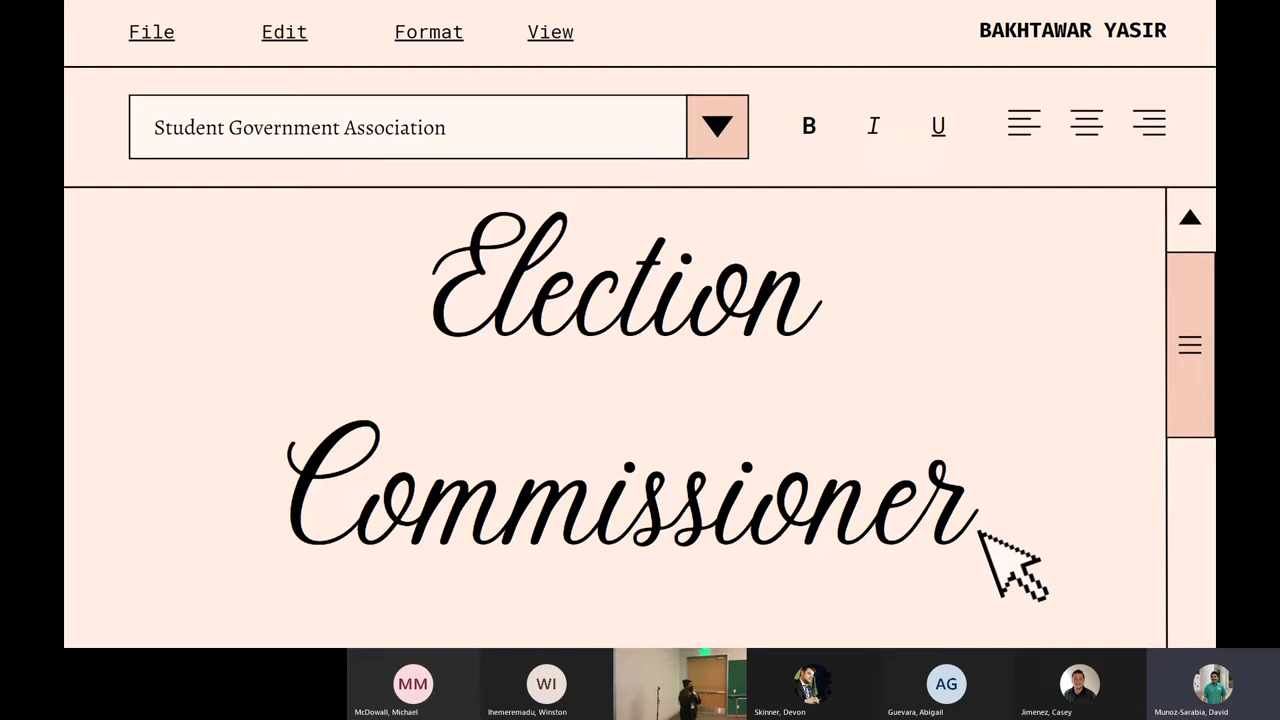 File Edit Format View BAKHTAWAR YASIR
Student Government Association B I U
Election
Commissioner
MM WI AG
McDowall, Michael Ihemeremadu, Winston Skinner, Devon Guevara, Abigail Jimenez, Casey Munoz-Sarabia, David